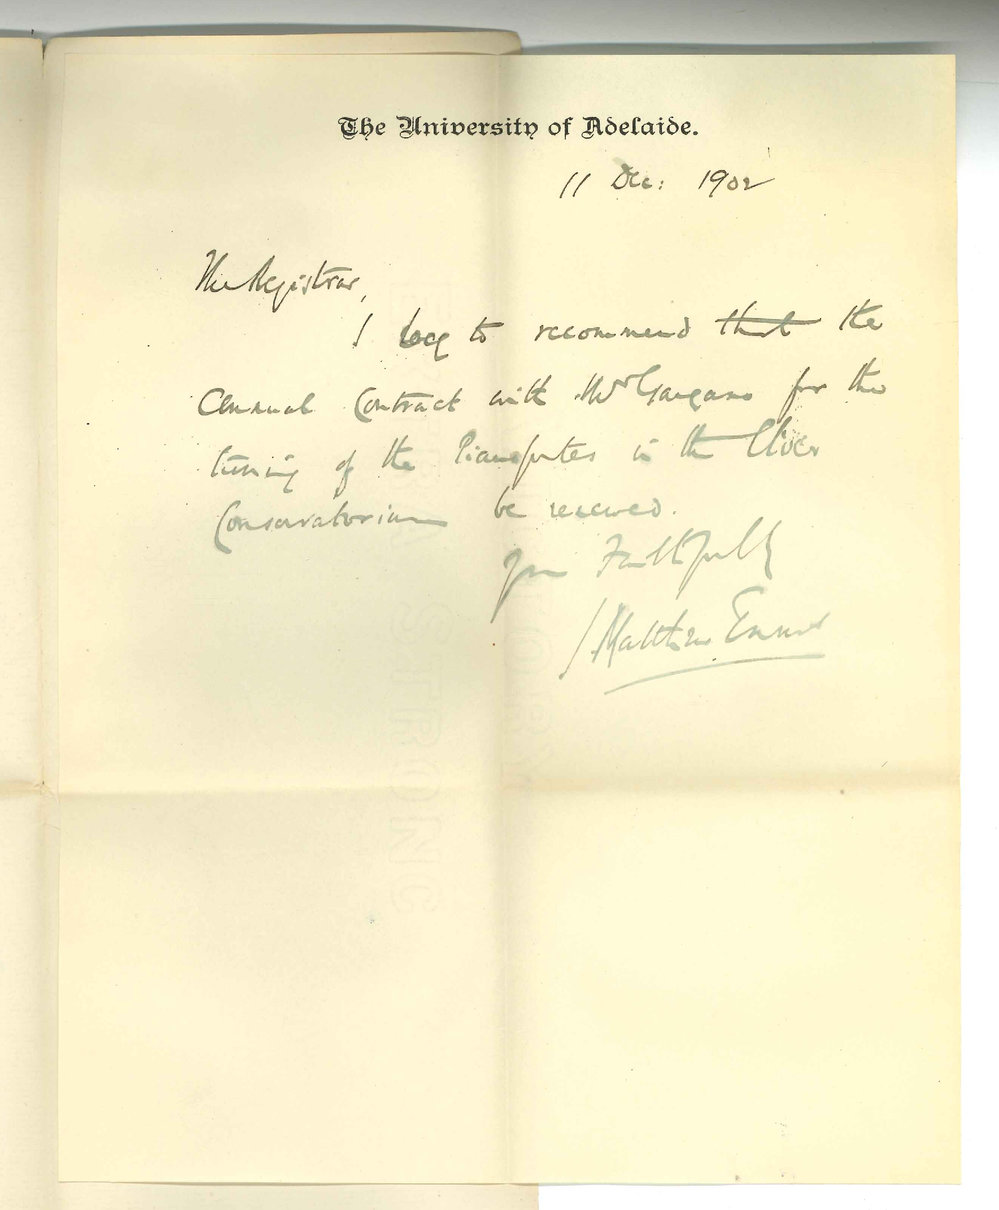 The University of Adelaide.
11 Dec: 1902
The Registrar,
I beg to recommend that the
Annual Contract with Mr Gargano for the
tuning of the Pianofortes in the Elder
Conservatorium be renewed.
Yours Faithfully
J Matthew Ennis